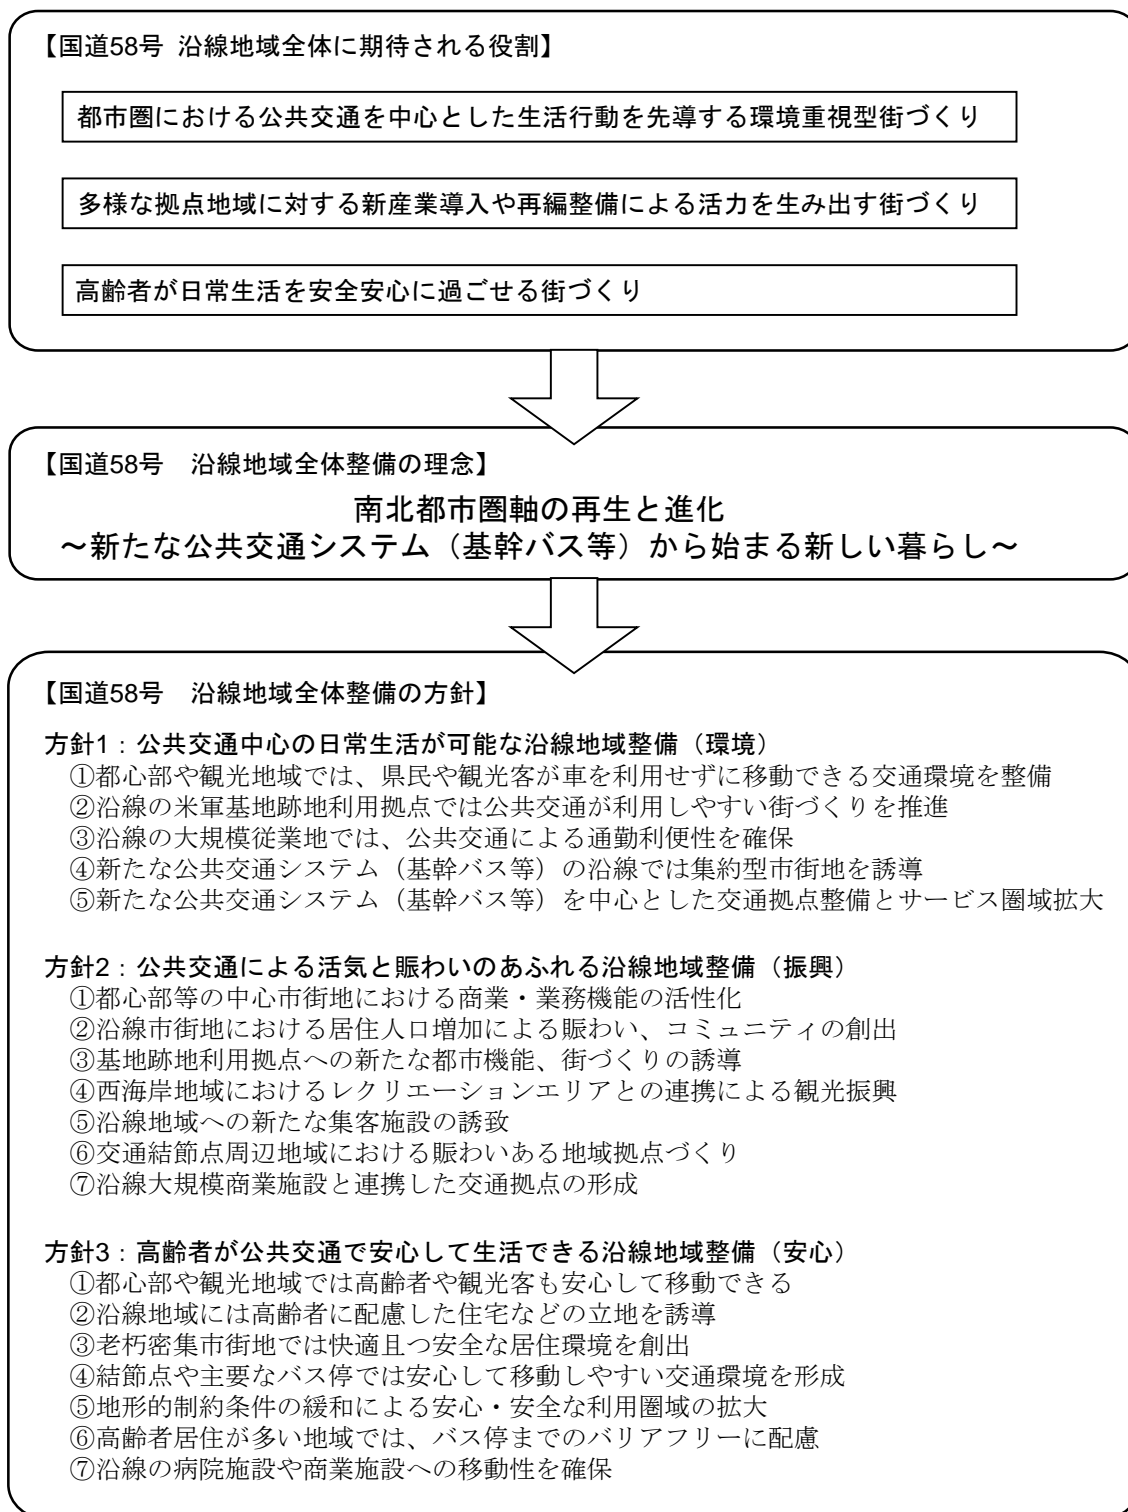 【国道58号 沿線地域全体に期待される役割】
都市圏における公共交通を中心とした生活行動を先導する環境重視型街づくり
多様な拠点地域に対する新産業導入や再編整備による活力を生み出す街づくり
高齢者が日常生活を安全安心に過ごせる街づくり
【国道58号　沿線地域全体整備の理念】
南北都市圏軸の再生と進化
～新たな公共交通システム（基幹バス等）から始まる新しい暮らし～
【国道58号　沿線地域全体整備の方針】
方針1：公共交通中心の日常生活が可能な沿線地域整備（環境）
①都心部や観光地域では、県民や観光客が車を利用せずに移動できる交通環境を整備
②沿線の米軍基地跡地利用拠点では公共交通が利用しやすい街づくりを推進
③沿線の大規模従業地では、公共交通による通勤利便性を確保
④新たな公共交通システム（基幹バス等）の沿線では集約型市街地を誘導
⑤新たな公共交通システム（基幹バス等）を中心とした交通拠点整備とサービス圏域拡大
方針2：公共交通による活気と賑わいのあふれる沿線地域整備（振興）
①都心部等の中心市街地における商業・業務機能の活性化
②沿線市街地における居住人口増加による賑わい、コミュニティの創出
③基地跡地利用拠点への新たな都市機能、街づくりの誘導
④西海岸地域におけるレクリエーションエリアとの連携による観光振興
⑤沿線地域への新たな集客施設の誘致
⑥交通結節点周辺地域における賑わいある地域拠点づくり
⑦沿線大規模商業施設と連携した交通拠点の形成
方針3：高齢者が公共交通で安心して生活できる沿線地域整備（安心）
①都心部や観光地域では高齢者や観光客も安心して移動できる
②沿線地域には高齢者に配慮した住宅などの立地を誘導
③老朽密集市街地では快適且つ安全な居住環境を創出
④結節点や主要なバス停では安心して移動しやすい交通環境を形成
⑤地形的制約条件の緩和による安心・安全な利用圏域の拡大
⑥高齢者居住が多い地域では、バス停までのバリアフリーに配慮
⑦沿線の病院施設や商業施設への移動性を確保